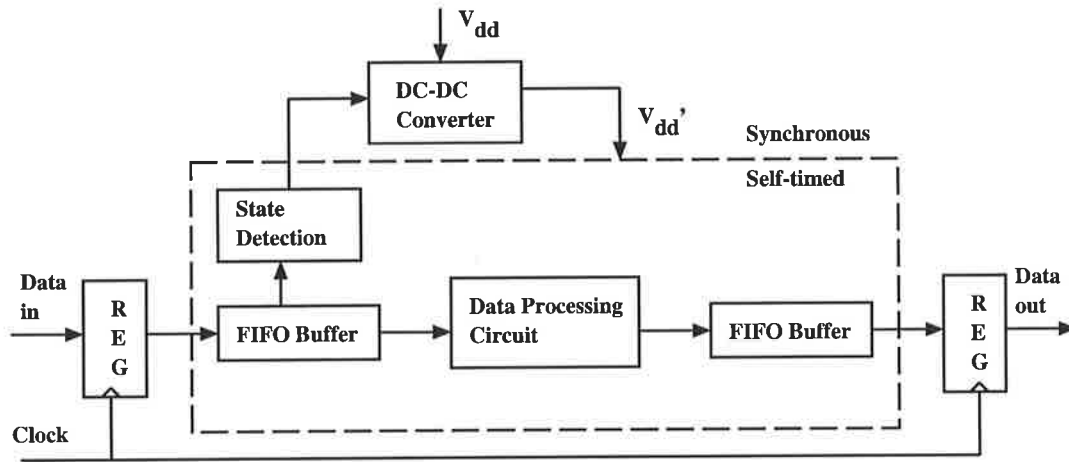 Vdd
DC-DC
Converter
Vdd'
Synchronous
Self-timed
State
Detection
Data
in
R
E
G
FIFO Buffer
Data Processing
Circuit
FIFO Buffer
R
E
G
Data
out
Clock